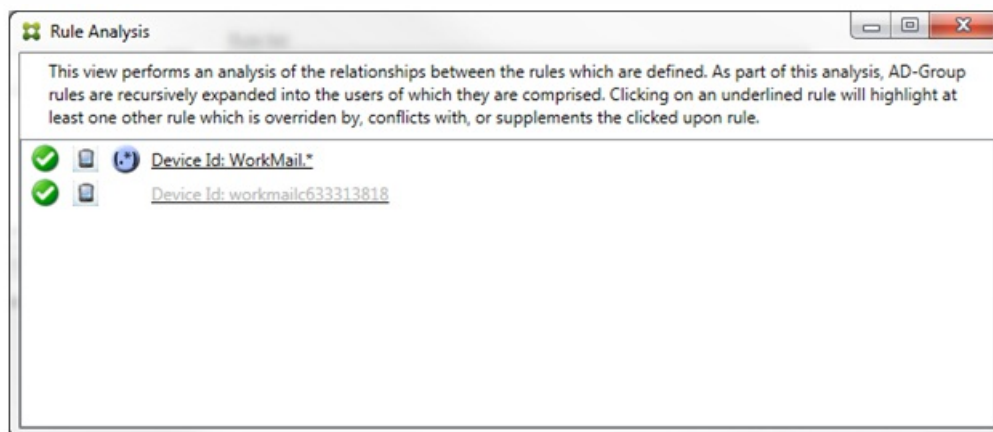 Rule Analysis
This view performs an analysis of the relationships between the rules which are defined. As part of this analysis, AD-Group
rules are recursively expanded into the users of which they are comprised. Clicking on an underlined rule will highlight at
least one other rule which is overriden by, conflicts with, or supplements the clicked upon rule.
(.*) Device Id: WorkMail.*
Device Id: workmailc633313818